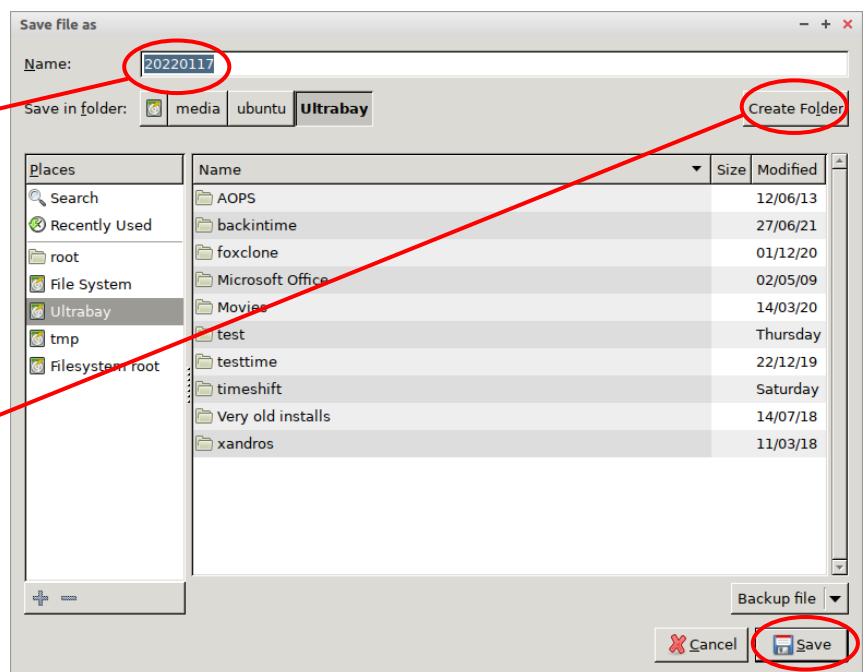 Save file as
Name: 20220117
Save in folder: media ubuntu Ultrabay Create Folder
Places Name Size Modified
Search AOPS 12/06/13
Recently Used backintime 27/06/21
root foxclone 01/12/20
File System Microsoft Office 02/05/09
Ultrabay Movies 14/03/20
tmp test Thursday
Filesystem root testtime 22/12/19
timeshift Saturday
Very old installs 14/07/18
xandros 11/03/18
Backup file
Cancel Save